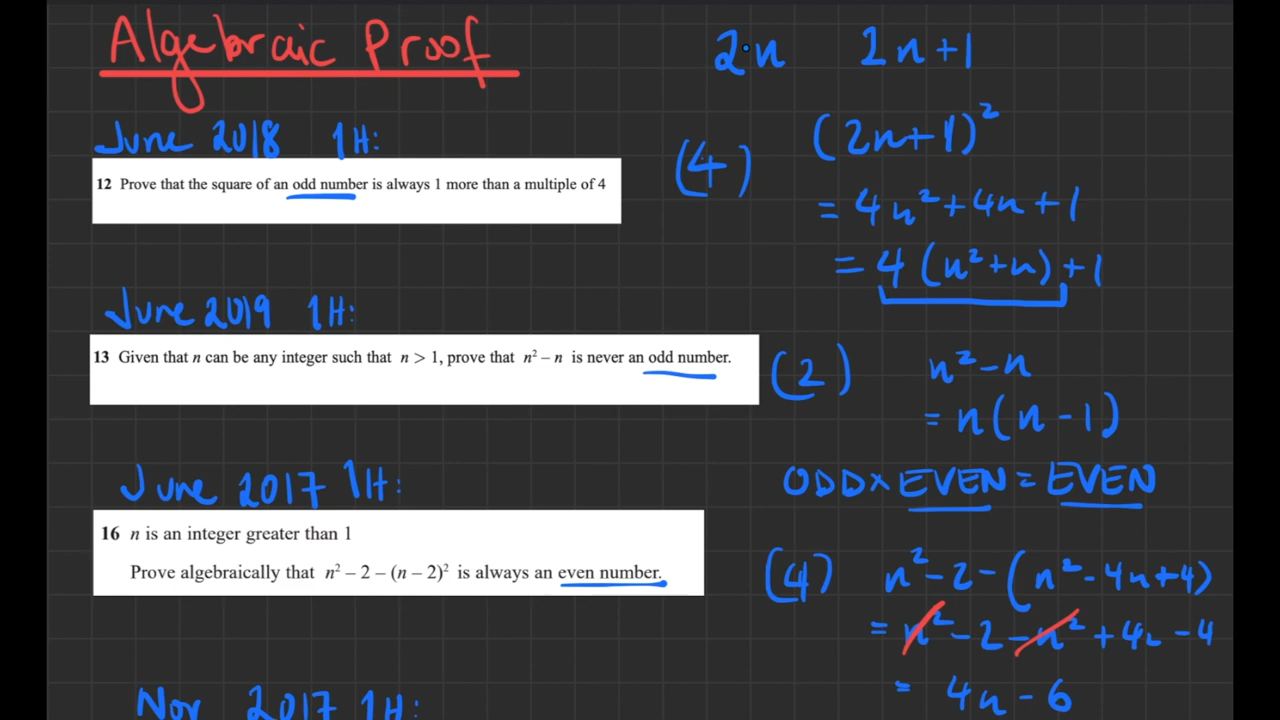 Algebraic Proof
2·n 2n+1
June 2018 1H:
12 Prove that the square of an odd number is always 1 more than a multiple of 4
(4)
(2n+1)²
= 4n²+4n+1
= 4(n²+n)+1
June 2019 1H:
13 Given that n can be any integer such that n > 1, prove that n² – n is never an odd number.
(2)
n²-n
= n(n-1)
ODD×EVEN=EVEN
June 2017 1H:
16 n is an integer greater than 1
Prove algebraically that n² – 2 – (n – 2)² is always an even number.
(4)
n²-2-(n²-4n+4)
= n²-2-n²+4n-4
= 4n-6
Nov 2017 1H: